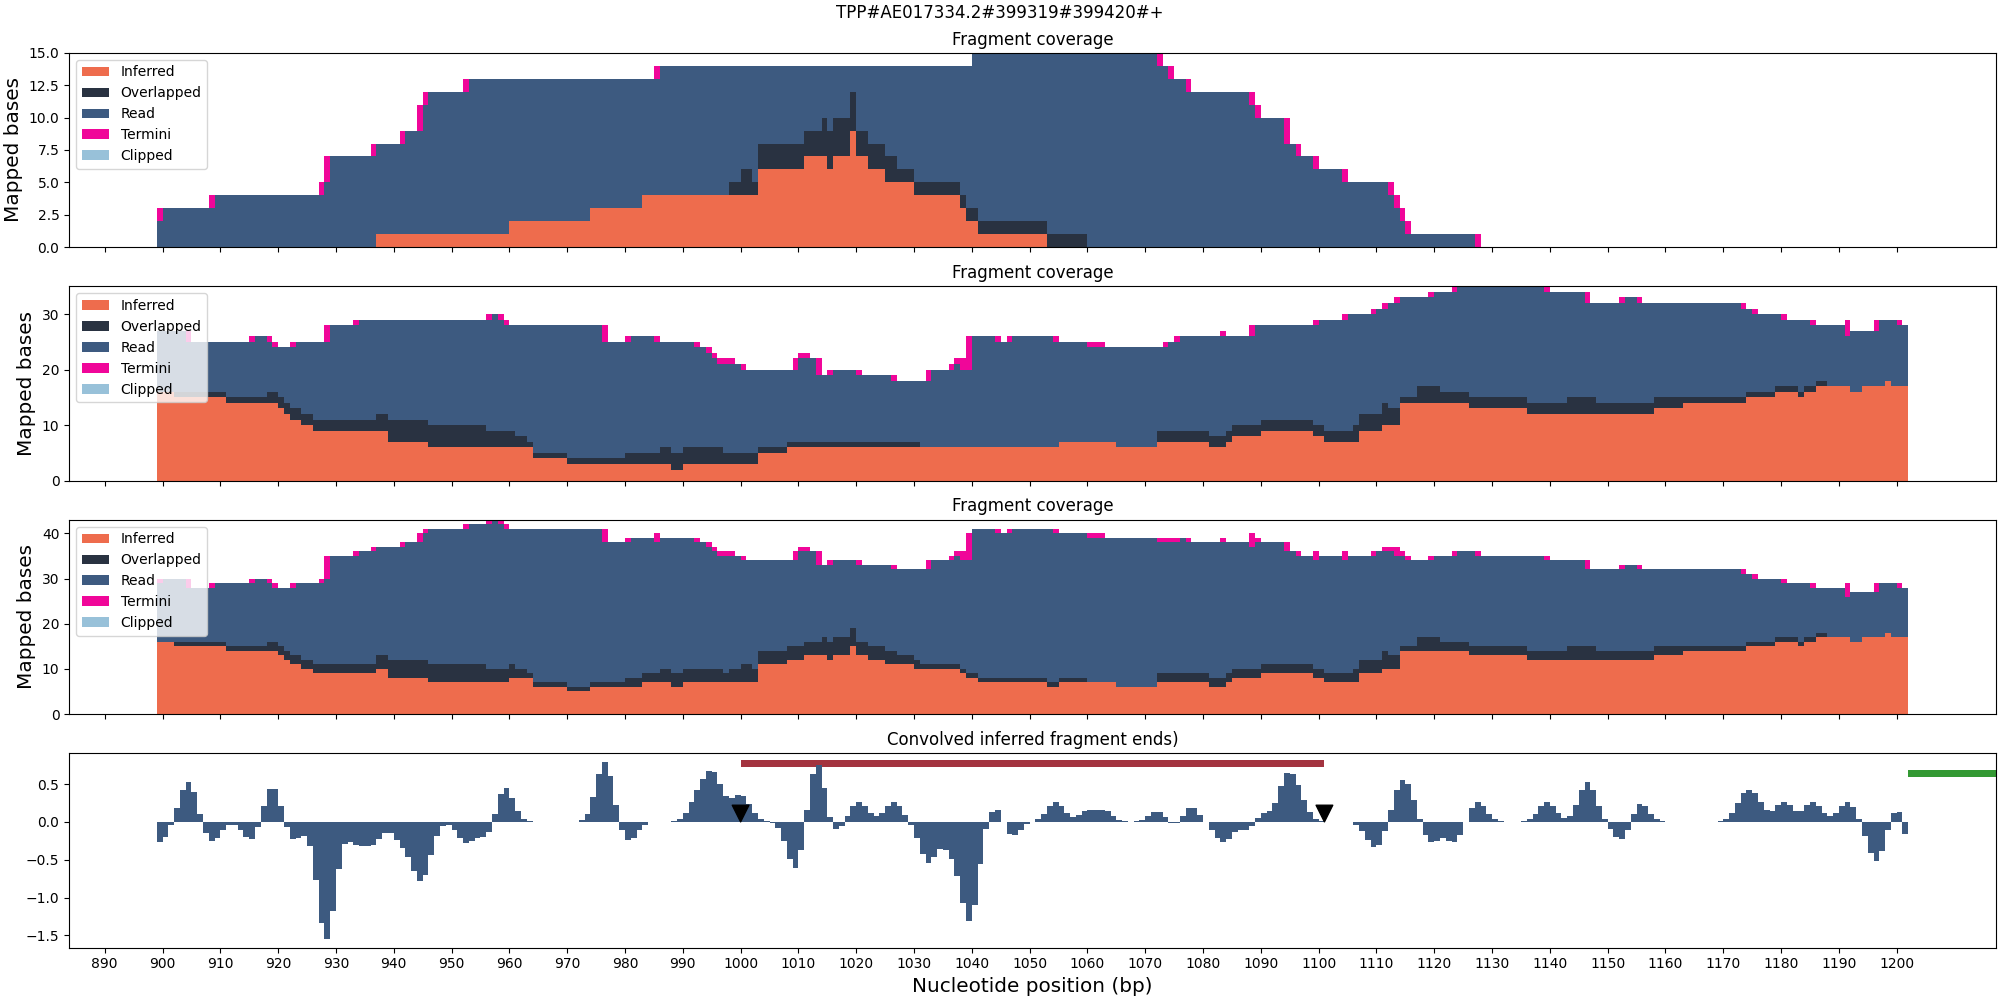 TPP#AE017334.2#399319#399420#+
Fragment coverage
Mapped bases
15.0
12.5
10.0
7.5
5.0
2.5
0.0
Inferred
Overlapped
Read
Termini
Clipped
Fragment coverage
Mapped bases
30
20
10
0
Inferred
Overlapped
Read
Termini
Clipped
Fragment coverage
Mapped bases
40
30
20
10
0
Inferred
Overlapped
Read
Termini
Clipped
Convolved inferred fragment ends)
0.5
0.0
−0.5
−1.0
−1.5
890 900 910 920 930 940 950 960 970 980 990 1000 1010 1020 1030 1040 1050 1060 1070 1080 1090 1100 1110 1120 1130 1140 1150 1160 1170 1180 1190 1200
Nucleotide position (bp)